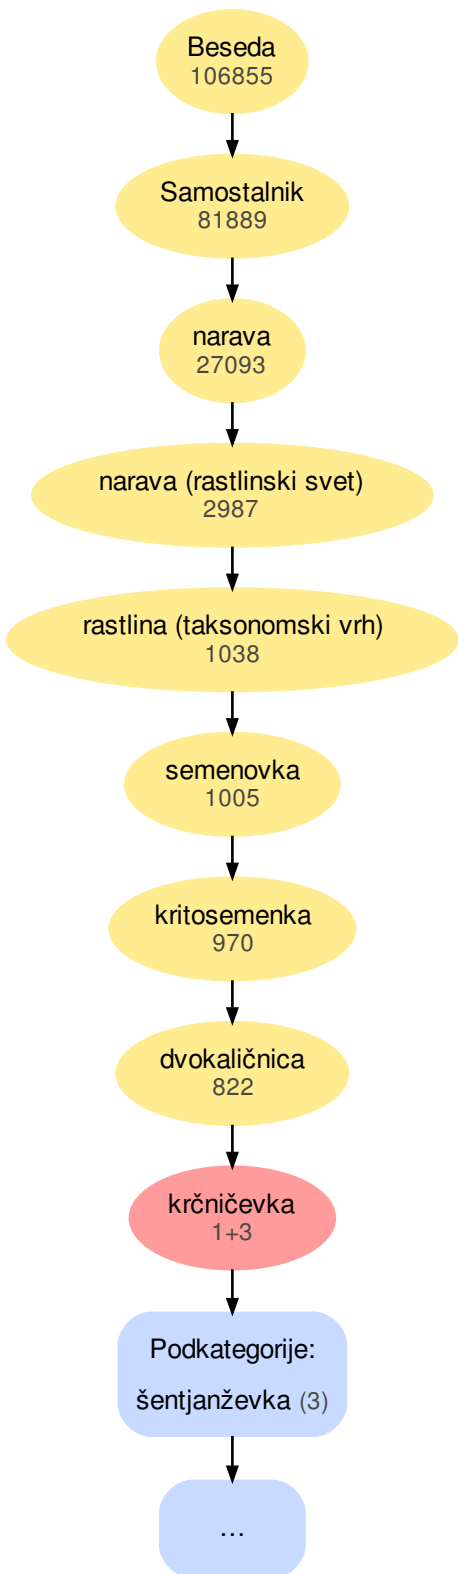 Beseda
106855
Samostalnik
81889
narava
27093
narava (rastlinski svet)
2987
rastlina (taksonomski vrh)
1038
semenovka
1005
kritosemenka
970
dvokaličnica
822
krčničevka
1+3
Podkategorije:
šentjanževka (3)
...